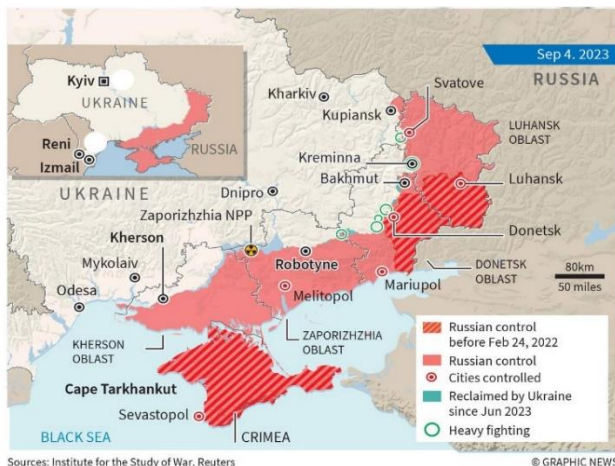 Sep 4, 2023
RUSSIA
Kyiv
UKRAINE
Reni
Izmail
RUSSIA
Kharkiv
Kupiansk
Svatove
LUHANSK
OBLAST
Kreminna
Bakhmut
Luhansk
UKRAINE
Dnipro
Zaporizhzhia NPP
Kherson
Donetsk
Mykolaiv
Robotyne
Odesa
Melitopol
Mariupol
DONETSK
OBLAST
80km
50 miles
KHERSON
OBLAST
ZAPORIZHZHIA
OBLAST
Cape Tarkhankut
Sevastopol
BLACK SEA
CRIMEA
Russian control
before Feb 24, 2022
Russian control
Cities controlled
Reclaimed by Ukraine
since Jun 2023
Heavy fighting
Sources: Institute for the Study of War, Reuters
© GRAPHIC NEWS